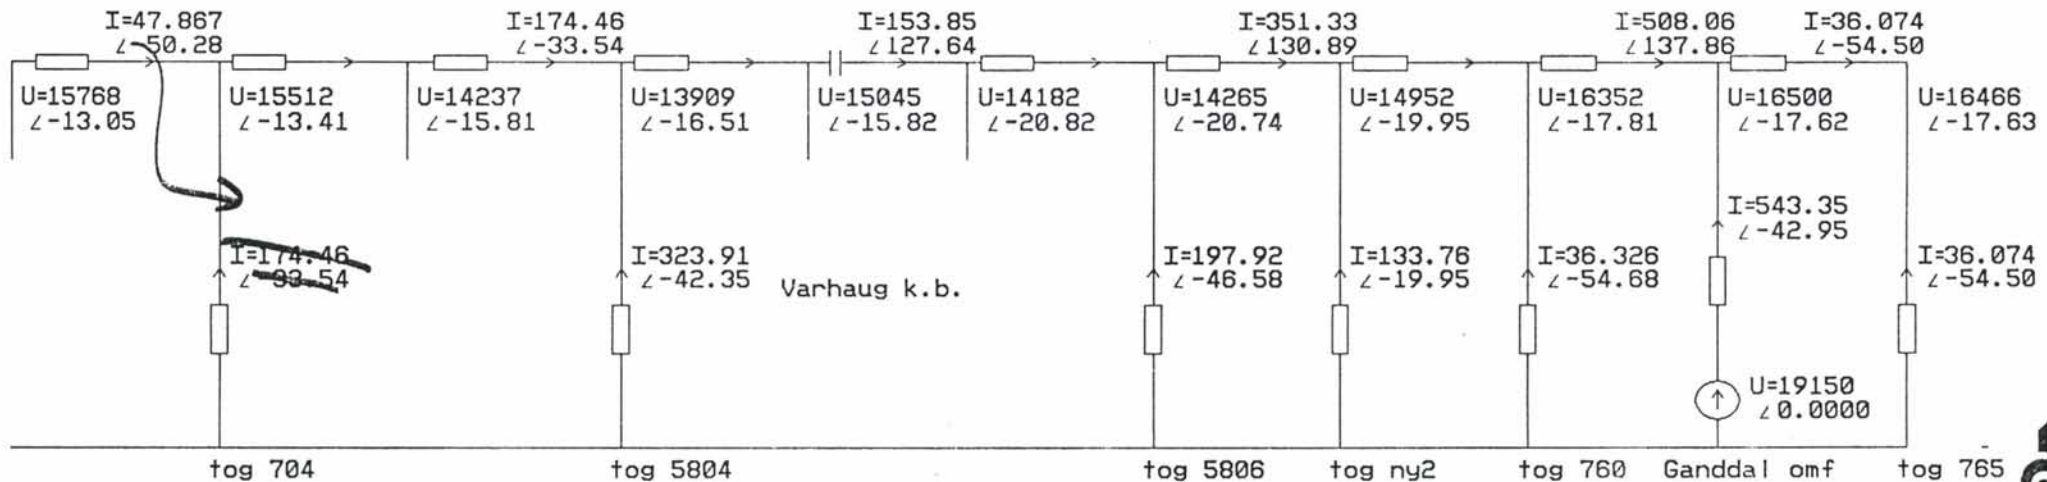 I=47.867 I=174.46 I=153.85 I=351.33 I=508.06 I=36.074
∠-50.28 ∠-33.54 ∠127.64 ∠130.89 ∠137.86 ∠-54.50
U=15768 U=15512 U=14237 U=13909 U=15045 U=14182 U=14265 U=14952 U=16352 U=16500 U=16466
∠-13.05 ∠-13.41 ∠-15.81 ∠-16.51 ∠-15.82 ∠-20.82 ∠-20.74 ∠-19.95 ∠-17.81 ∠-17.62 ∠-17.63
I=543.35
∠-42.95
I=174.46 I=323.91 I=197.92 I=133.76 I=36.326 I=36.074
∠-33.54 ∠-42.35 ∠-46.58 ∠-19.95 ∠-54.68 ∠-54.50
Varhaug k.b.
U=19150
∠0.0000
tog 704 tog 5804 tog 5806 tog ny2 tog 760 Ganddal omf tog 765